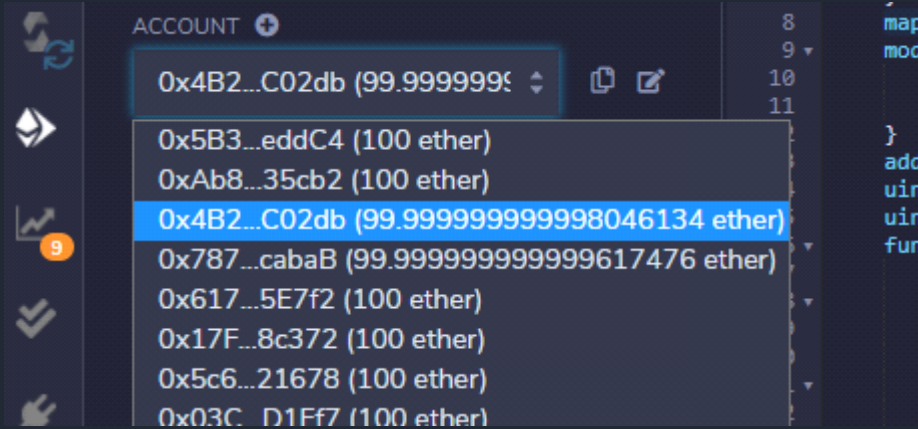 ACCOUNT
0x4B2...C02db (99.9999999
0x5B3...eddC4 (100 ether)
0xAb8...35cb2 (100 ether)
0x4B2...C02db (99.999999999998046134 ether)
0x787...cabaB (99.999999999999617476 ether)
0x617...5E7f2 (100 ether)
0x17F...8c372 (100 ether)
0x5c6...21678 (100 ether)
0x03C...D1Ff7 (100 ether)
9
8
9
10
11
map
mod
}
add
uin
uin
fun